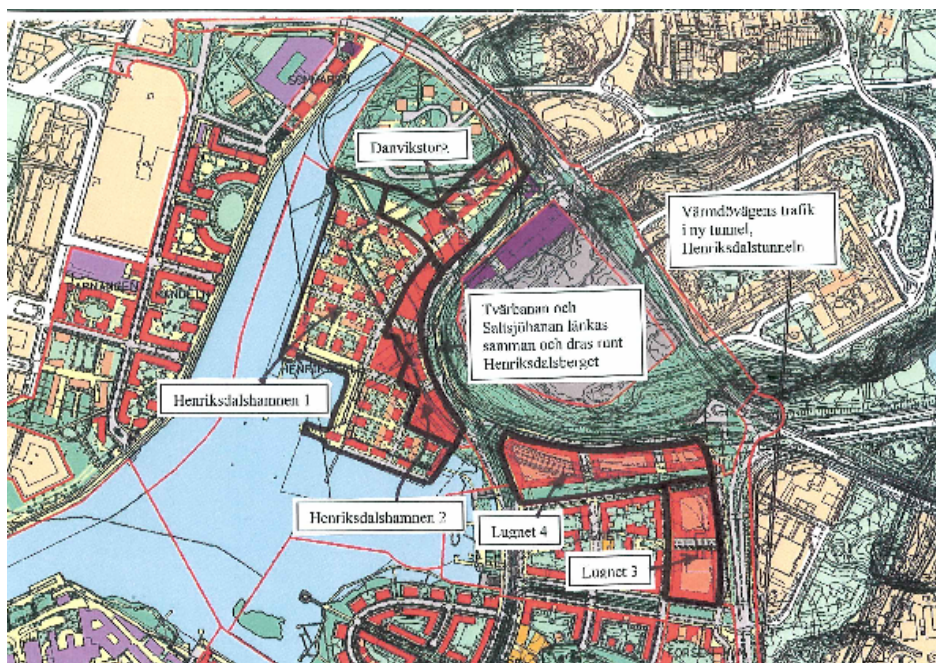 Danvikstorg
Värmdövägens trafik
i ny tunnel,
Henriksdalstunneln
Tvärbanan och
Saltsjöbanan länkas
samman och dras runt
Henriksdalsberget
Henriksdalshamnen 1
Henriksdalshamnen 2
Lugnet 4
Lugnet 3